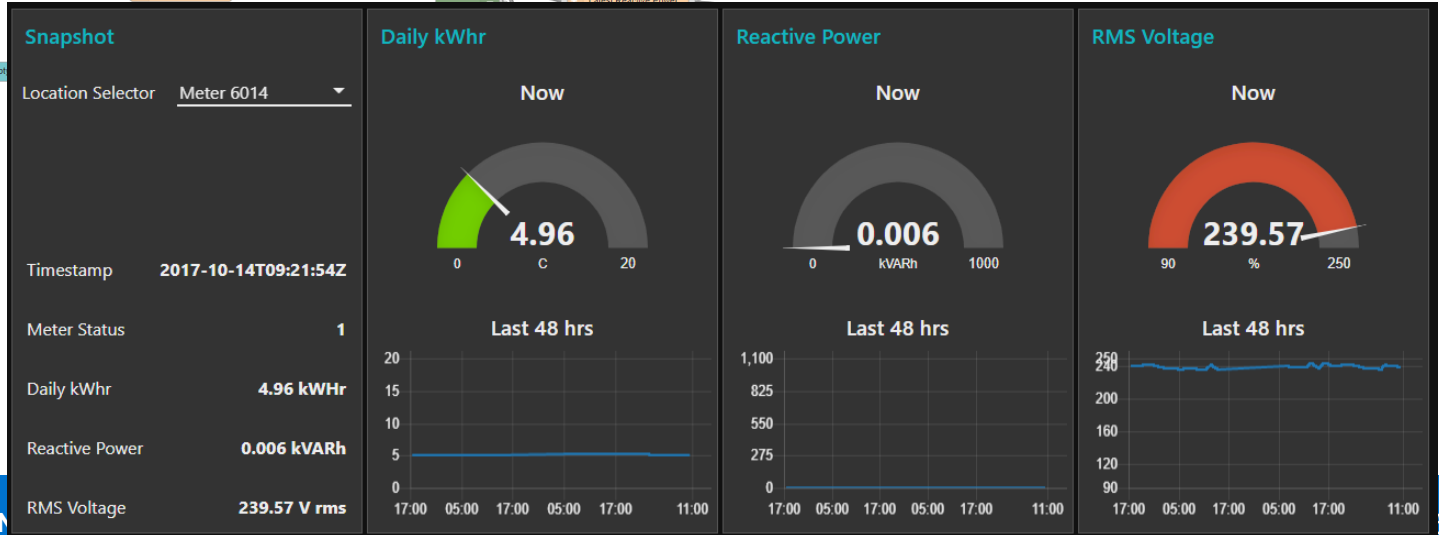 Snapshot
Location Selector Meter 6014
Timestamp 2017-10-14T09:21:54Z
Meter Status 1
Daily kWhr 4.96 kWHr
Reactive Power 0.006 kVARh
RMS Voltage 239.57 V rms
Daily kWhr
Now
4.96
0 C 20
Last 48 hrs
20
15
10
5
0
17:00 05:00 17:00 05:00 17:00 11:00
Reactive Power
Now
0.006
0 kVARh 1000
Last 48 hrs
1,100
825
550
275
0
17:00 05:00 17:00 05:00 17:00 11:00
RMS Voltage
Now
239.57
90 % 250
Last 48 hrs
250
240
200
160
120
90
17:00 05:00 17:00 05:00 17:00 11:00